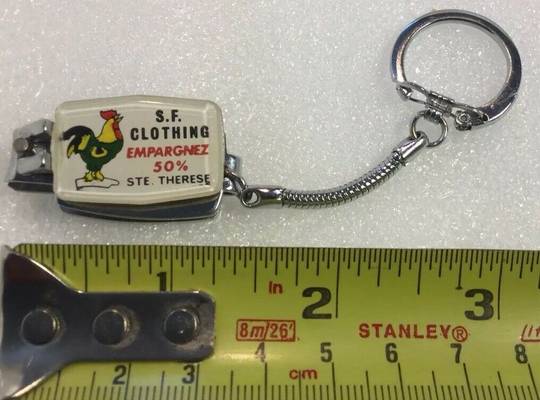 S.F.
CLOTHING
EMPARGNEZ
50%
STE. THERESE
1 in 2 3
8m/26' STANLEY®
2 3 4 5 6 7 8
cm